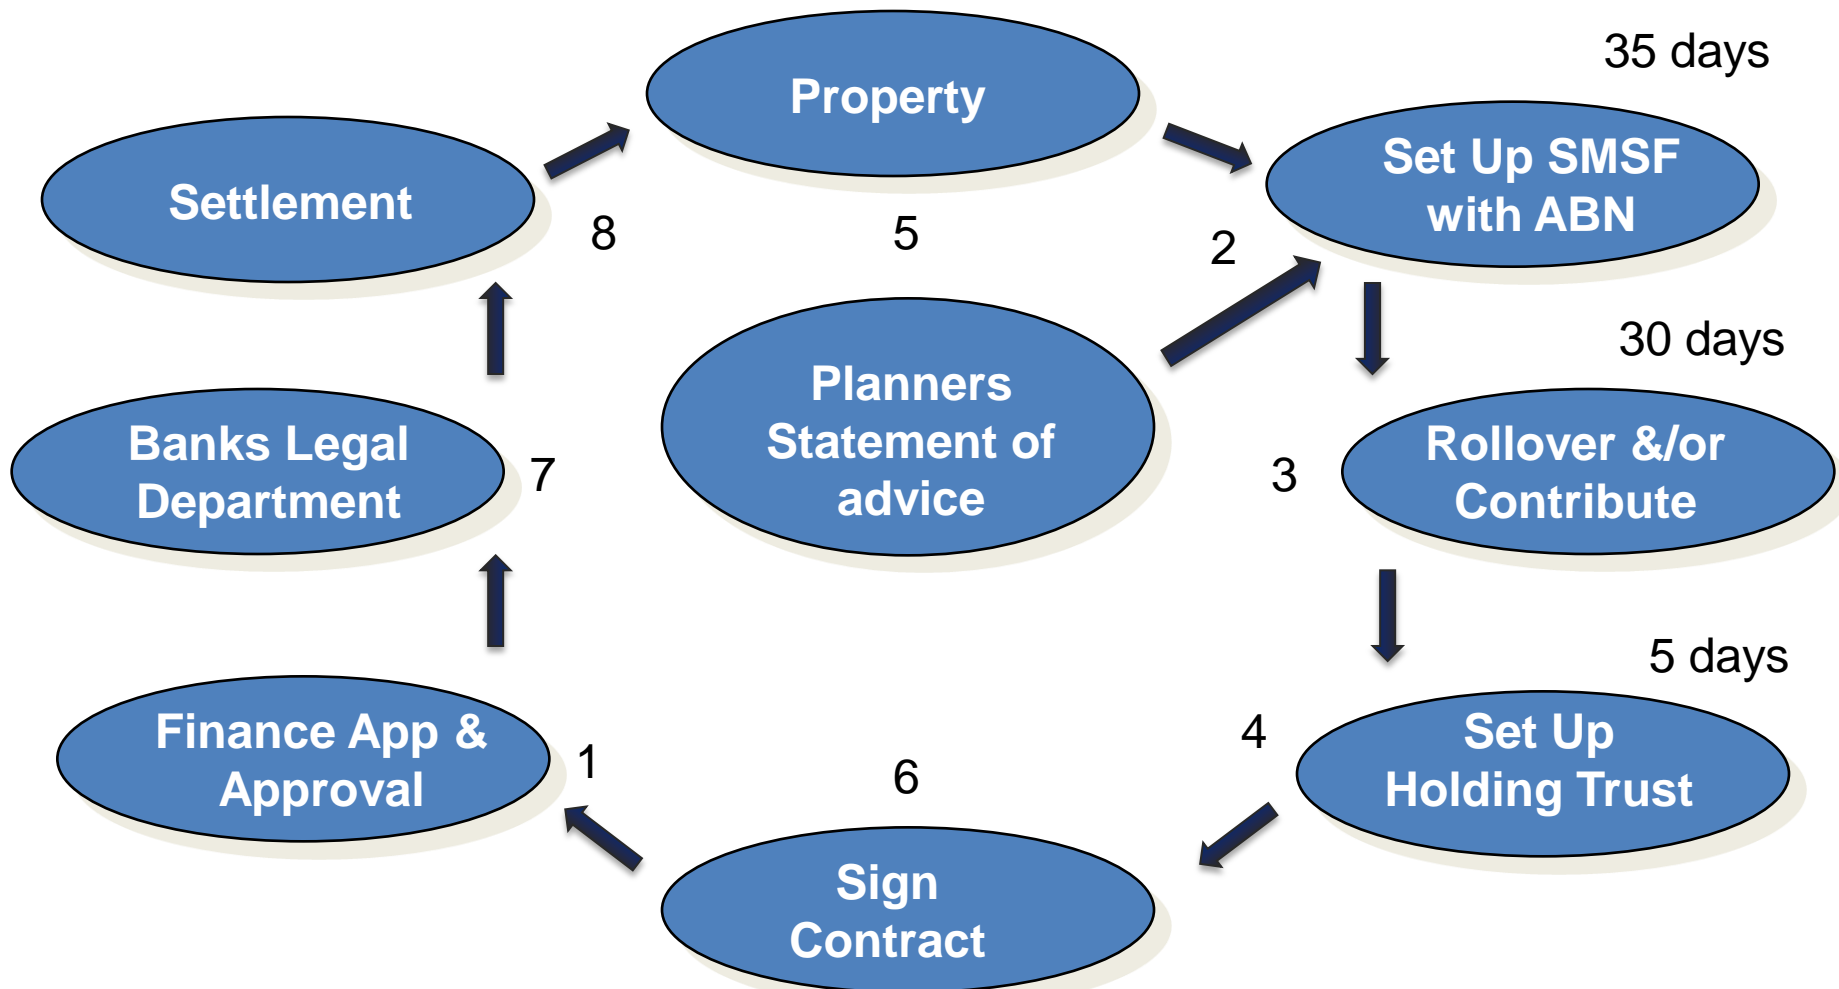 35 days
Property
Set Up SMSF
with ABN
Settlement
8
5
2
30 days
Planners
Statement of
advice
Banks Legal
Department
7
3
Rollover &/or
Contribute
5 days
Finance App &
Approval
1
6
4
Set Up
Holding Trust
Sign
Contract